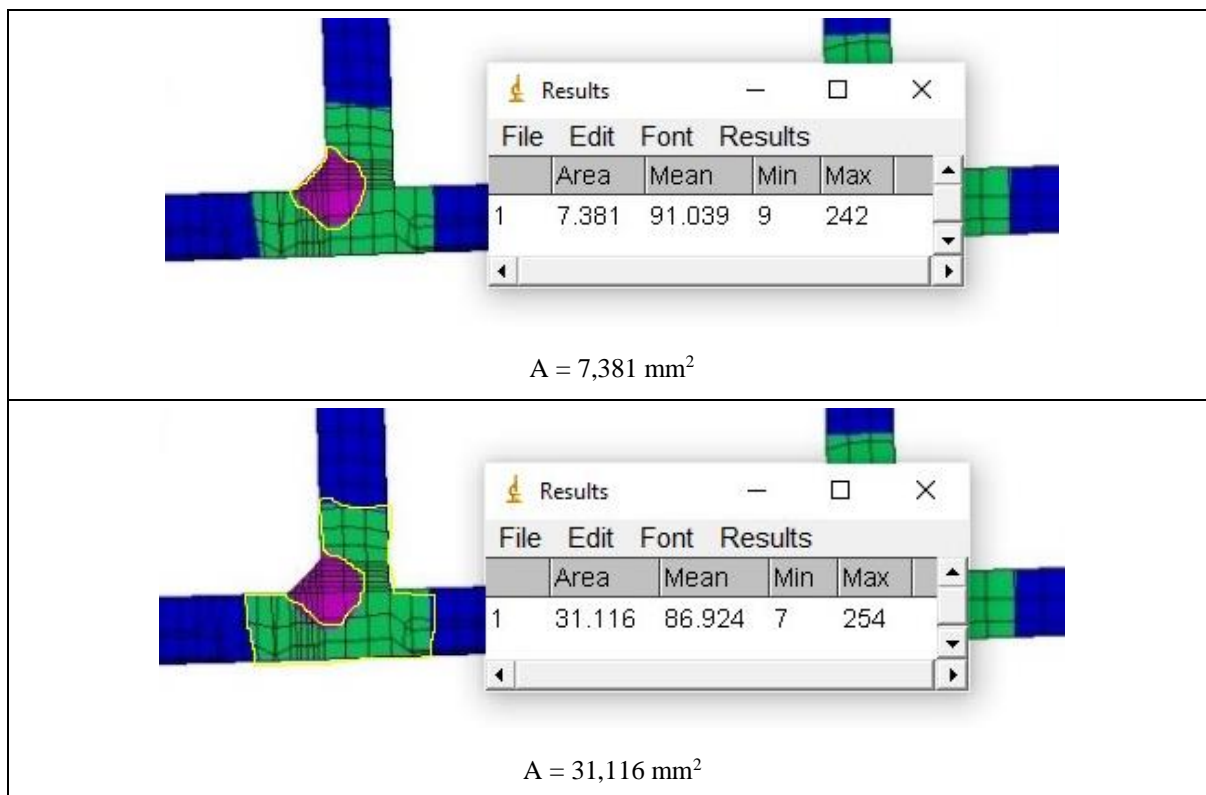 Results
File Edit Font Results
Area Mean Min Max
1 7.381 91.039 9 242
A = 7,381 mm²
Results
File Edit Font Results
Area Mean Min Max
1 31.116 86.924 7 254
A = 31,116 mm²